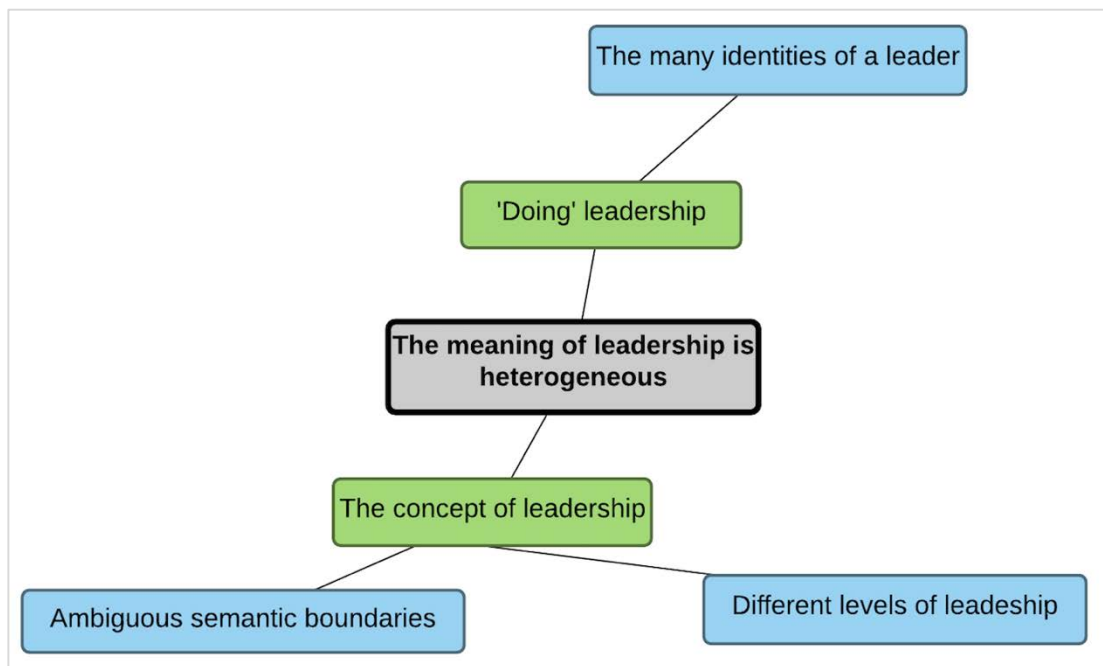 The many identities of a leader
'Doing' leadership
The meaning of leadership is
heterogeneous
The concept of leadership
Ambiguous semantic boundaries
Different levels of leadeship